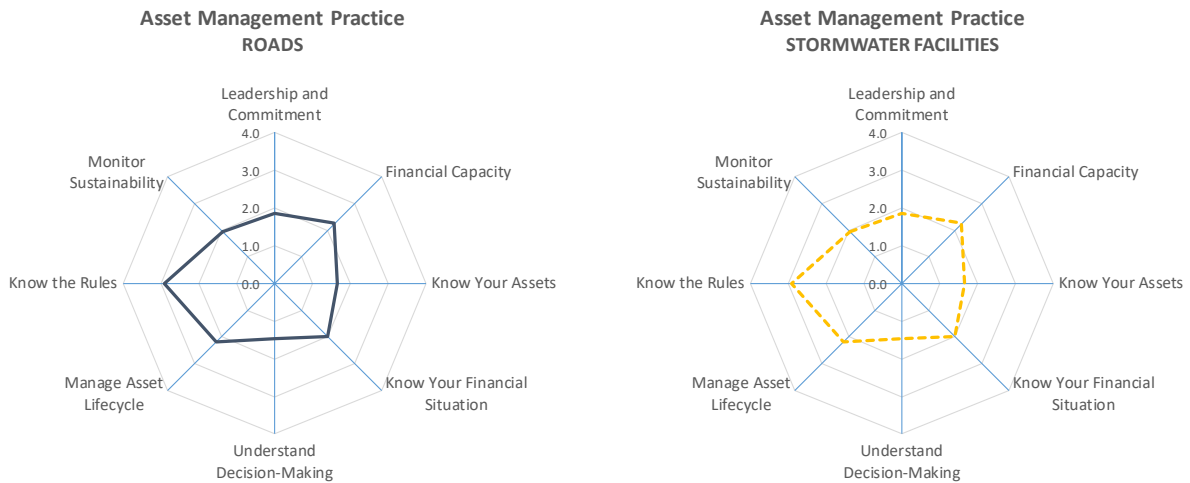 Asset Management Practice
ROADS
Leadership and
Commitment
4.0
3.0
2.0
1.0
0.0
Financial Capacity
Know Your Assets
Know Your Financial
Situation
Understand
Decision-Making
Manage Asset
Lifecycle
Know the Rules
Monitor
Sustainability
Asset Management Practice
STORMWATER FACILITIES
Leadership and
Commitment
4.0
3.0
2.0
1.0
0.0
Financial Capacity
Know Your Assets
Know Your Financial
Situation
Understand
Decision-Making
Manage Asset
Lifecycle
Know the Rules
Monitor
Sustainability